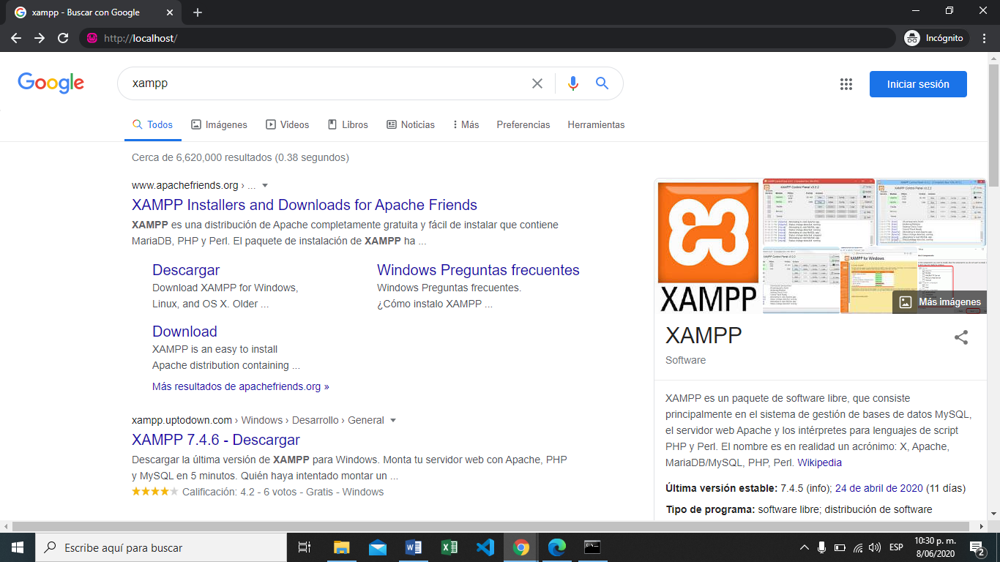 xampp - Buscar con Google
http://localhost/
Incógnito
Google
xampp
Iniciar sesión
Todos Imágenes Videos Libros Noticias Más Preferencias Herramientas
Cerca de 6,620,000 resultados (0.38 segundos)
www.apachefriends.org › ...
XAMPP Installers and Downloads for Apache Friends
XAMPP es una distribución de Apache completamente gratuita y fácil de instalar que contiene
MariaDB, PHP y Perl. El paquete de instalación de XAMPP ha ...
Descargar
Download XAMPP for Windows,
Linux, and OS X. Older ...
Windows Preguntas frecuentes
Windows Preguntas frecuentes.
¿Cómo instalo XAMPP ...
Download
XAMPP is an easy to install
Apache distribution containing ...
Más resultados de apachefriends.org »
xampp.uptodown.com › Windows › Desarrollo › General
XAMPP 7.4.6 - Descargar
Descargar la última versión de XAMPP para Windows. Monta tu servidor web con Apache, PHP
y MySQL en 5 minutos. Quién haya intentado montar un ...
Calificación: 4.2 - 6 votos - Gratis - Windows
XAMPP
XAMPP Control Panel v3.2.2
XAMPP for Windows
Más imágenes
XAMPP
Software
XAMPP es un paquete de software libre, que consiste
principalmente en el sistema de gestión de bases de datos MySQL,
el servidor web Apache y los intérpretes para lenguajes de script
PHP y Perl. El nombre es en realidad un acrónimo: X, Apache,
MariaDB/MySQL, PHP, Perl. Wikipedia
Última versión estable: 7.4.5 (info); 24 de abril de 2020 (11 días)
Tipo de programa: software libre; distribución de software
Escribe aquí para buscar
ESP
10:30 p. m.
8/06/2020
2